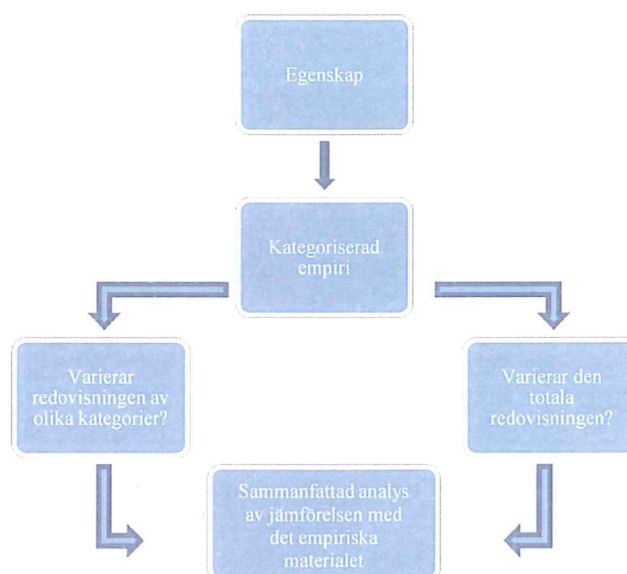 Egenskap
Kategoriserad
empiri
Varierar
redovisningen av
olika kategorier?
Varierar den
totala
redovisningen?
Sammanfattad analys
av jämförelsen med
det empiriska
materialet